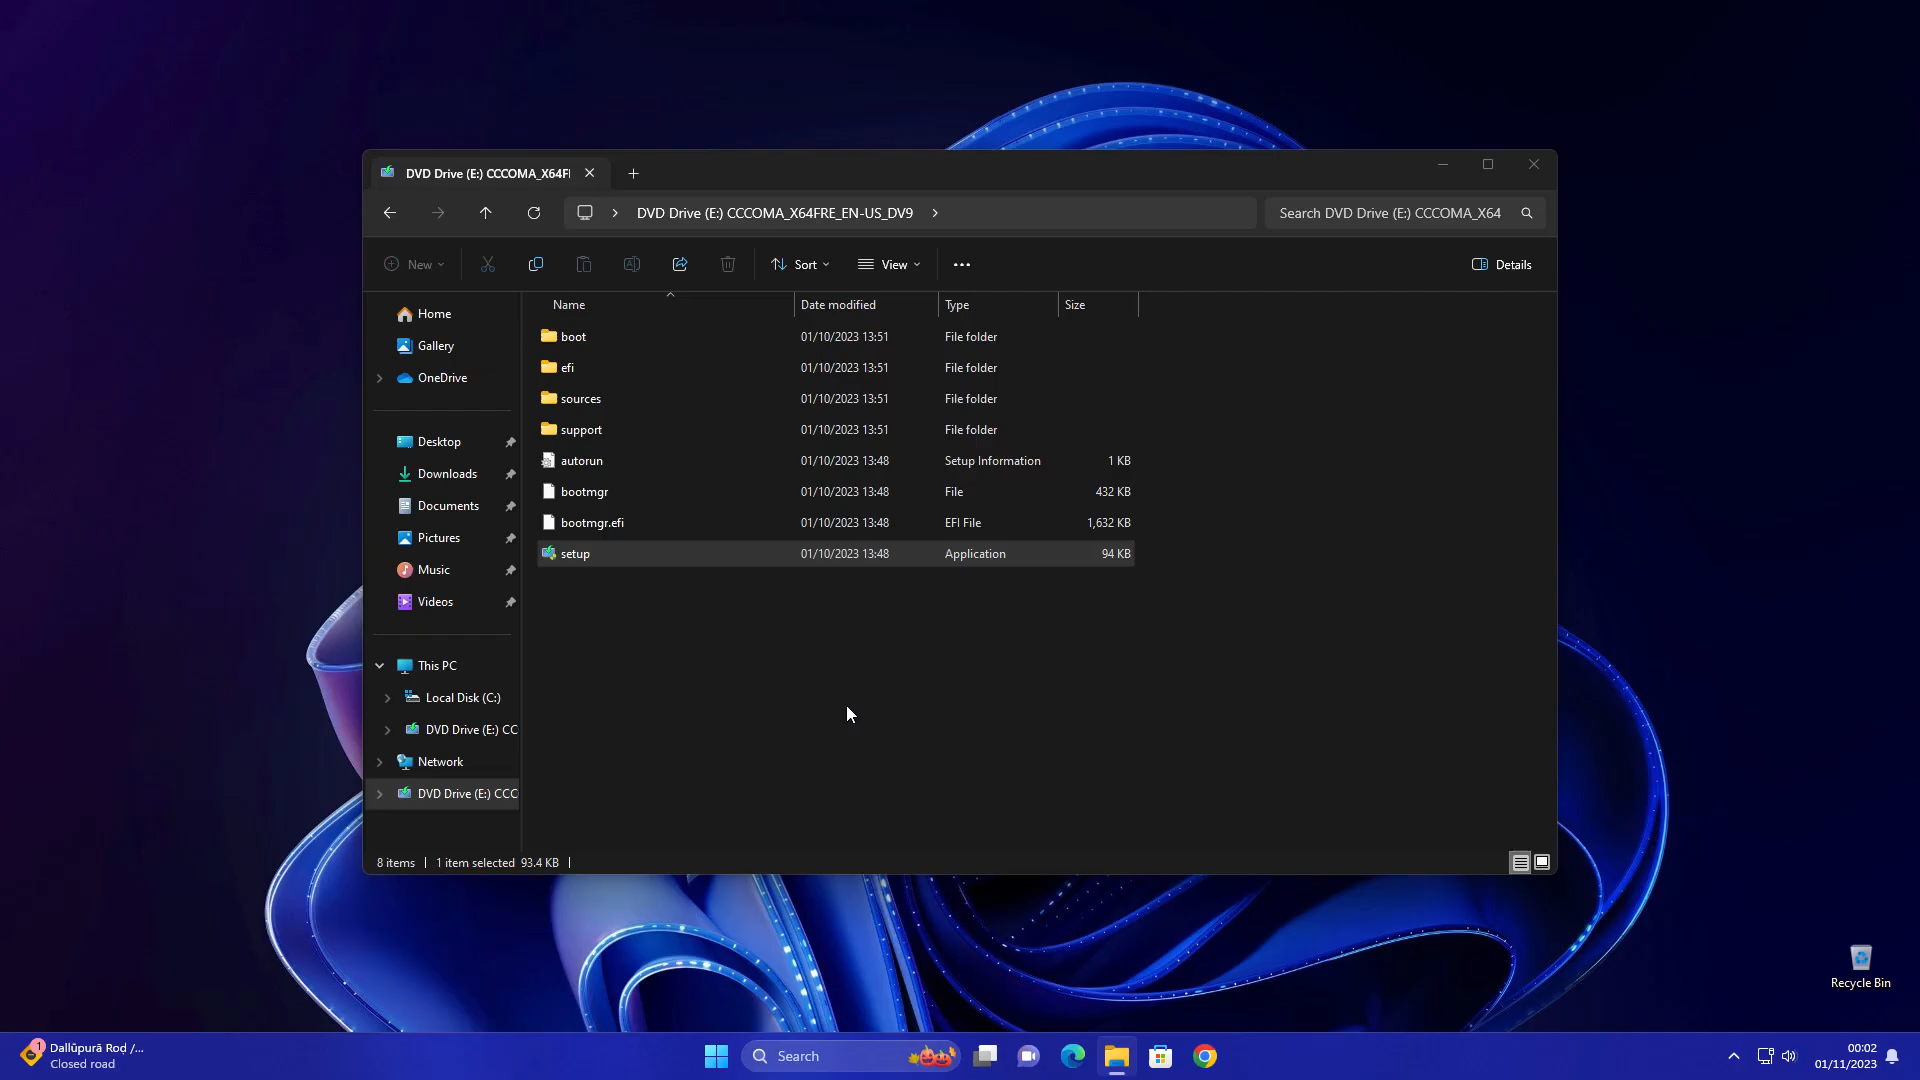 DVD Drive (E:) CCCOMA_X64F
DVD Drive (E:) CCCOMA_X64FRE_EN-US_DV9
Search DVD Drive (E:) CCCOMA_X64
New
Sort
View
Details
Name Date modified Type Size
Home
Gallery
OneDrive
Desktop
Downloads
Documents
Pictures
Music
Videos
This PC
Local Disk (C:)
DVD Drive (E:) CC
Network
DVD Drive (E:) CCC
boot 01/10/2023 13:51 File folder
efi 01/10/2023 13:51 File folder
sources 01/10/2023 13:51 File folder
support 01/10/2023 13:51 File folder
autorun 01/10/2023 13:48 Setup Information 1 KB
bootmgr 01/10/2023 13:48 File 432 KB
bootmgr.efi 01/10/2023 13:48 EFI File 1,632 KB
setup 01/10/2023 13:48 Application 94 KB
8 items 1 item selected 93.4 KB
Recycle Bin
1
Dallūpurā Roḍ /...
Closed road
Search
00:02
01/11/2023